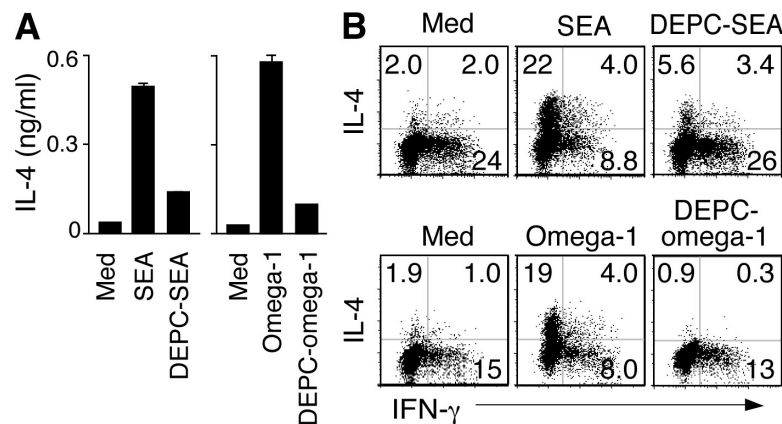 A
IL-4 (ng/ml)
0.6
0.3
0
Med
SEA
DEPC-SEA
Med
Omega-1
DEPC-omega-1
B
Med
SEA
DEPC-SEA
IL-4
2.0 2.0
24
22 4.0
8.8
5.6 3.4
26
Med
Omega-1
DEPC-
omega-1
IL-4
1.9 1.0
15
19 4.0
8.0
0.9 0.3
13
IFN-γ